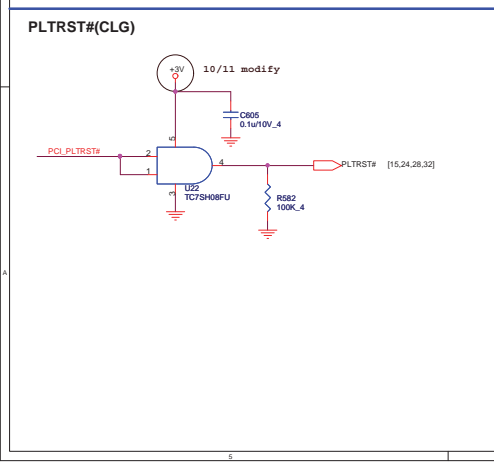 PLTRST#(CLG)
+3V
10/11 modify
C605
0.1u/10V_4
5
PCI_PLTRST#
2
1
4
PLTRST# [15,24,28,32]
3
U22
TC7SH08FU
R582
100K_4
A
5